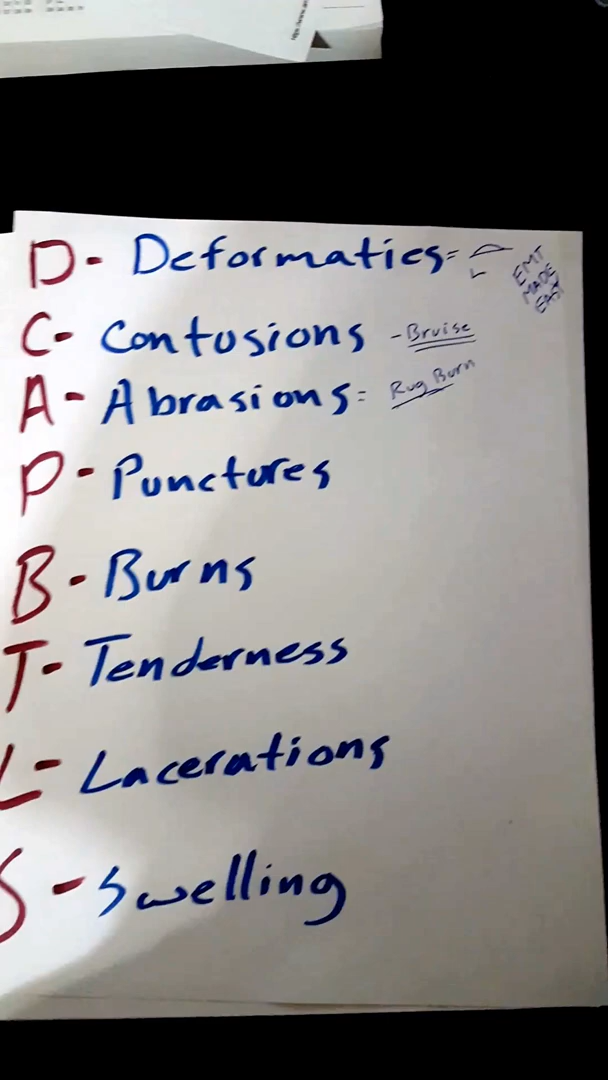 D- Deformaties=
EMT
MADE
EASY
C- Contusions - Bruise
A- Abrasions= Rug Burn
P- Punctures
B- Burns
T- Tenderness
L- Lacerations
S- Swelling